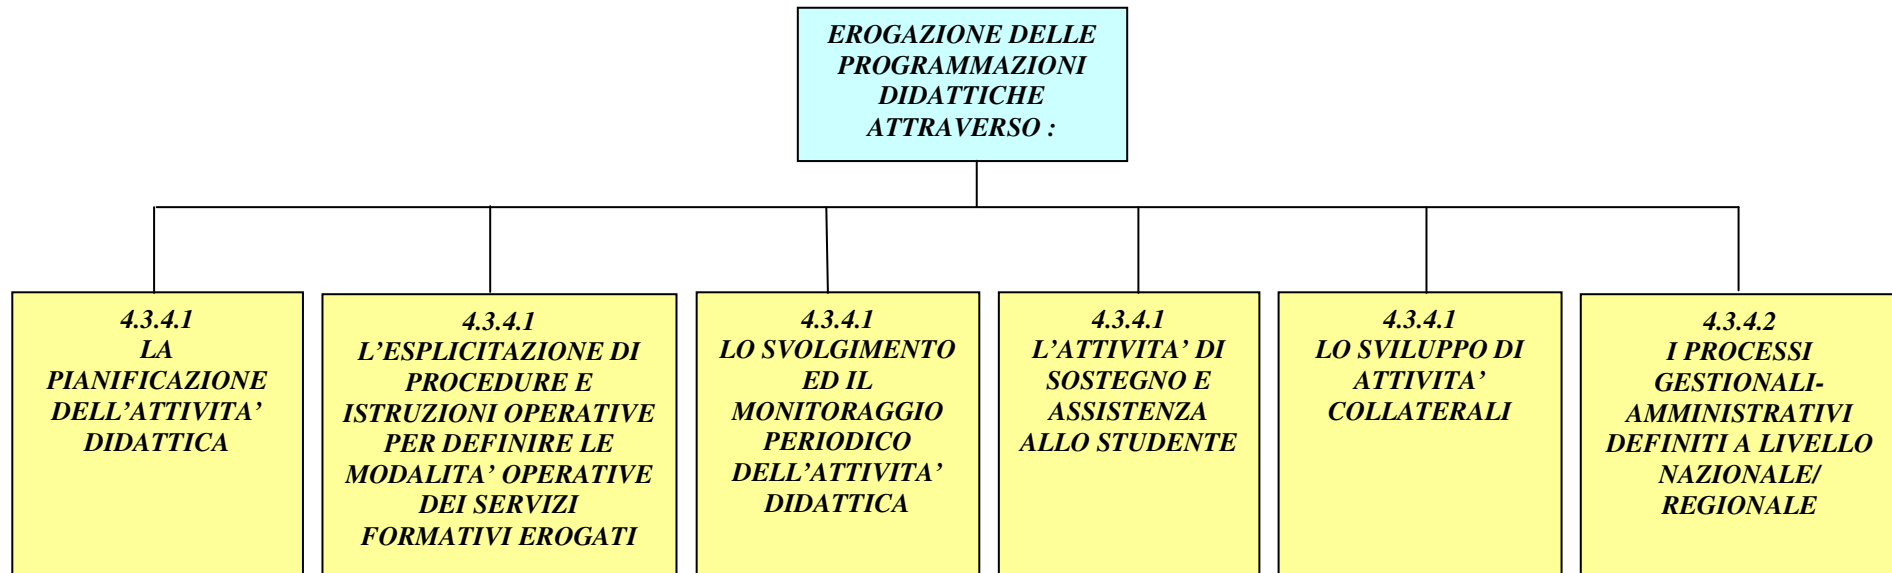 EROGAZIONE DELLE
PROGRAMMAZIONI
DIDATTICHE
ATTRAVERSO :
4.3.4.1
LA
PIANIFICAZIONE
DELL’ATTIVITA’
DIDATTICA
4.3.4.1
L’ESPLICITAZIONE DI
PROCEDURE E
ISTRUZIONI OPERATIVE
PER DEFINIRE LE
MODALITA’ OPERATIVE
DEI SERVIZI
FORMATIVI EROGATI
4.3.4.1
LO SVOLGIMENTO
ED IL
MONITORAGGIO
PERIODICO
DELL’ATTIVITA’
DIDATTICA
4.3.4.1
L’ATTIVITA’ DI
SOSTEGNO E
ASSISTENZA
ALLO STUDENTE
4.3.4.1
LO SVILUPPO DI
ATTIVITA’
COLLATERALI
4.3.4.2
I PROCESSI
GESTIONALI-
AMMINISTRATIVI
DEFINITI A LIVELLO
NAZIONALE/
REGIONALE